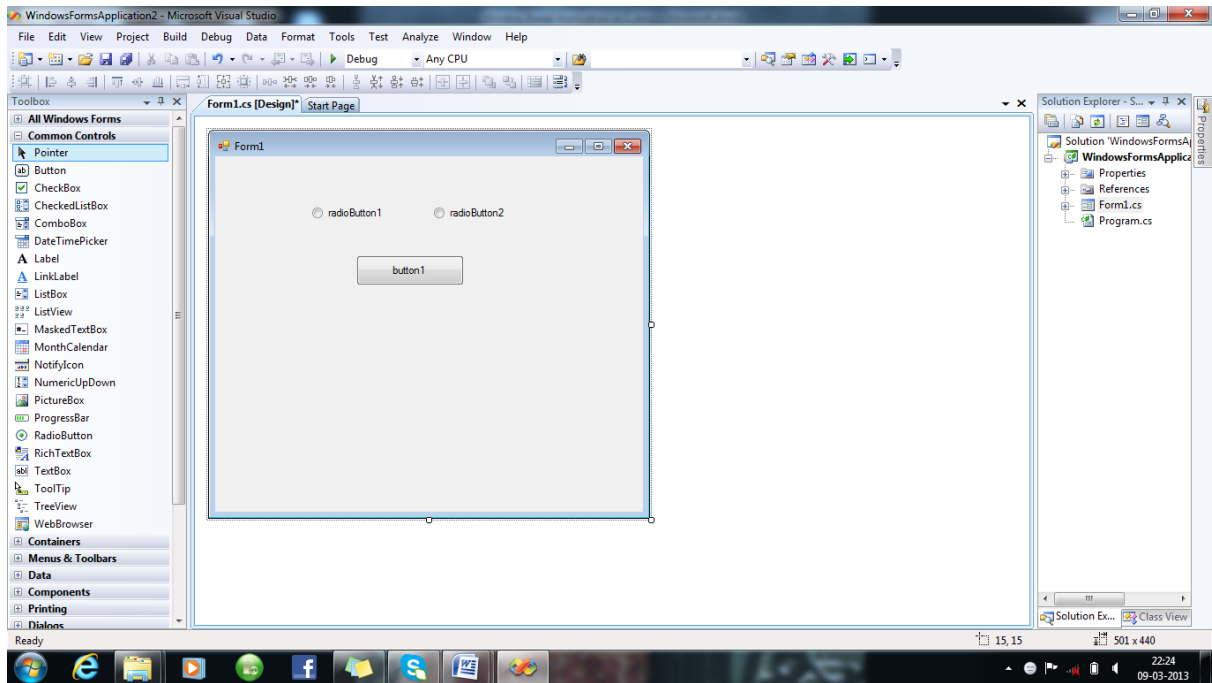 WindowsFormsApplication2 - Microsoft Visual Studio
File Edit View Project Build Debug Data Format Tools Test Analyze Window Help
Debug Any CPU
Toolbox
All Windows Forms
Common Controls
Pointer
Button
CheckBox
CheckedListBox
ComboBox
DateTimePicker
A Label
A LinkLabel
ListBox
ListView
MaskedTextBox
MonthCalendar
NotifyIcon
NumericUpDown
PictureBox
ProgressBar
RadioButton
RichTextBox
TextBox
ToolTip
TreeView
WebBrowser
Containers
Menus & Toolbars
Data
Components
Printing
Dialogs
Form1.cs [Design]* Start Page
Form1
radioButton1 radioButton2
button1
Solution Explorer - S...
Solution 'WindowsFormsA
WindowsFormsApplica
Properties
References
Form1.cs
Program.cs
Properties
Solution Ex... Class View
Ready 15, 15 501 x 440
22:24
09-03-2013